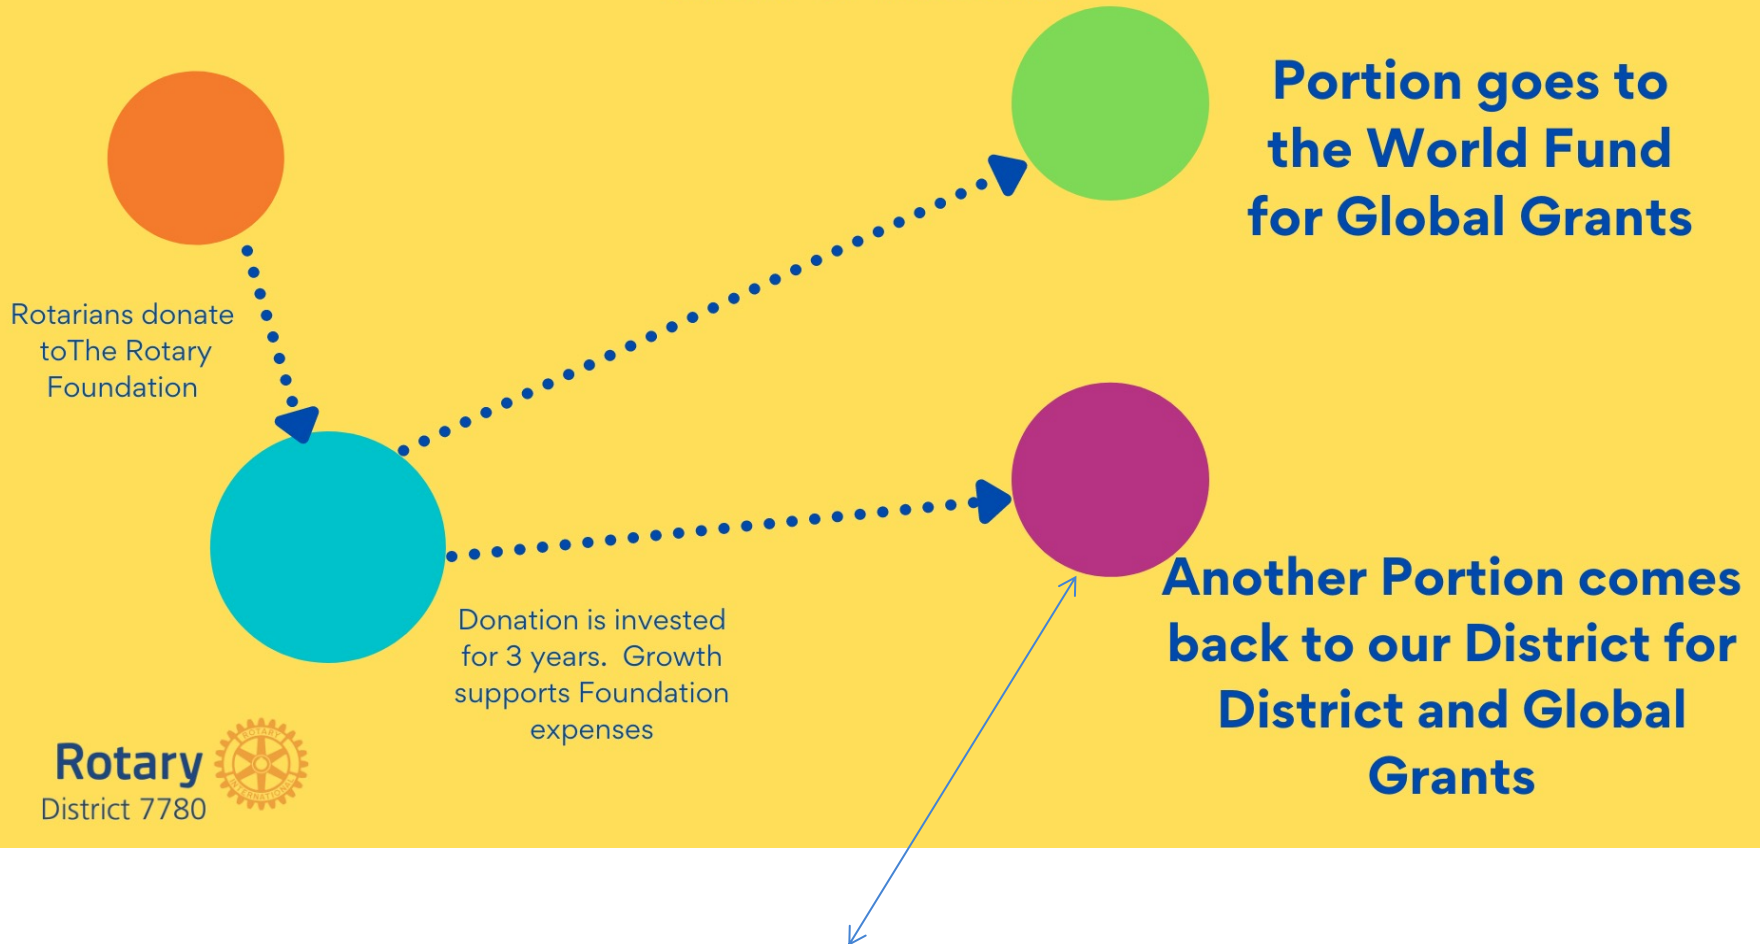 Portion goes to
the World Fund
for Global Grants
Rotarians donate
toThe Rotary
Foundation
Another Portion comes
back to our District for
District and Global
Grants
Donation is invested
for 3 years.  Growth
supports Foundation
expenses
Rotary
District 7780
ROTARY
INTERNATIONAL